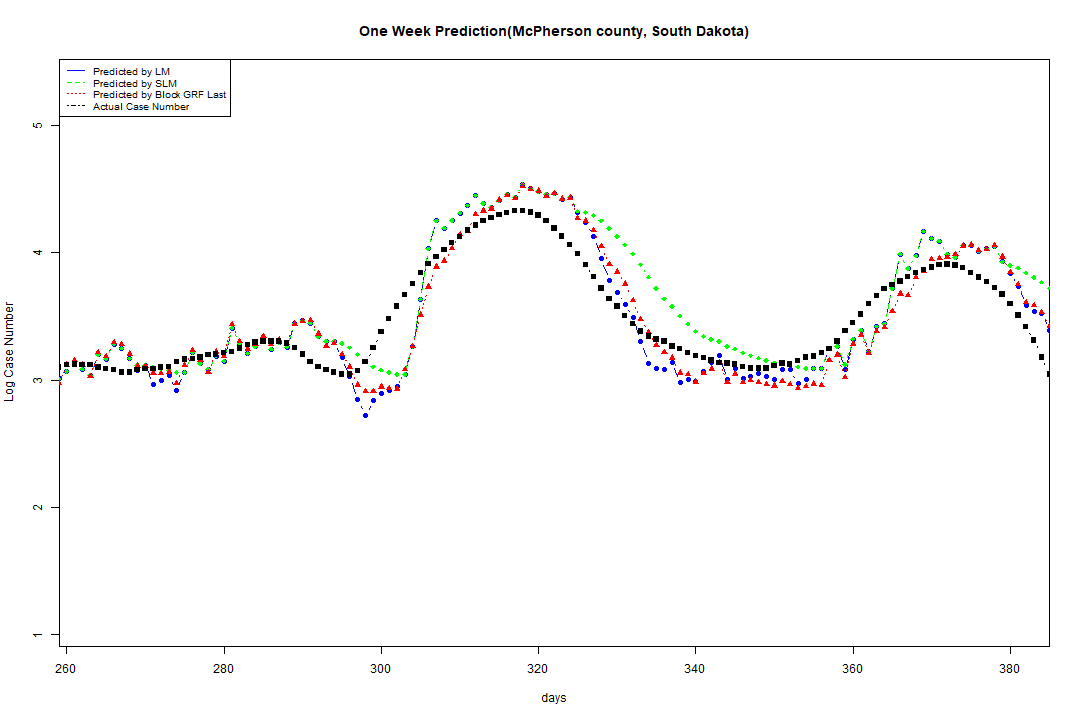 One Week Prediction(McPherson county, South Dakota)
Predicted by LM
Predicted by SLM
Predicted by Block GRF Last
Actual Case Number
5
4
3
2
1
Log Case Number
260 280 300 320 340 360 380
days